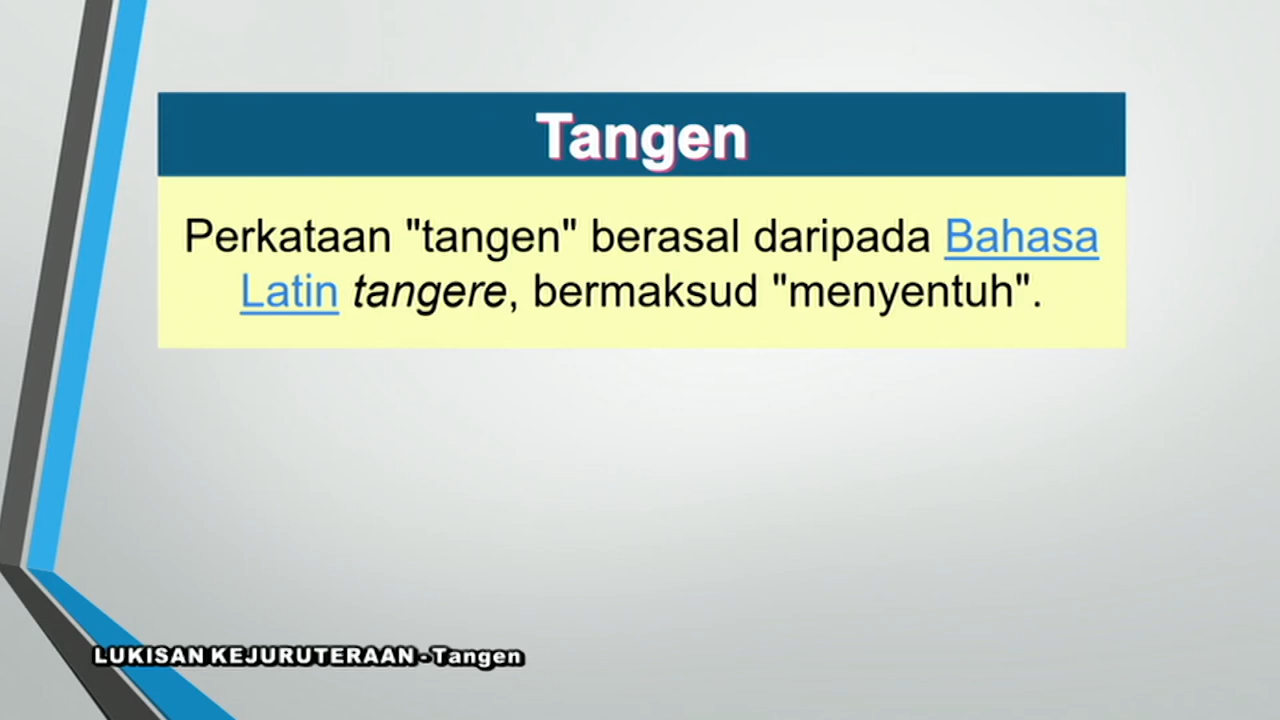 Tangen
Perkataan "tangen" berasal daripada Bahasa
Latin tangere, bermaksud "menyentuh".
LUKISAN KEJURUTERAAN - Tangen